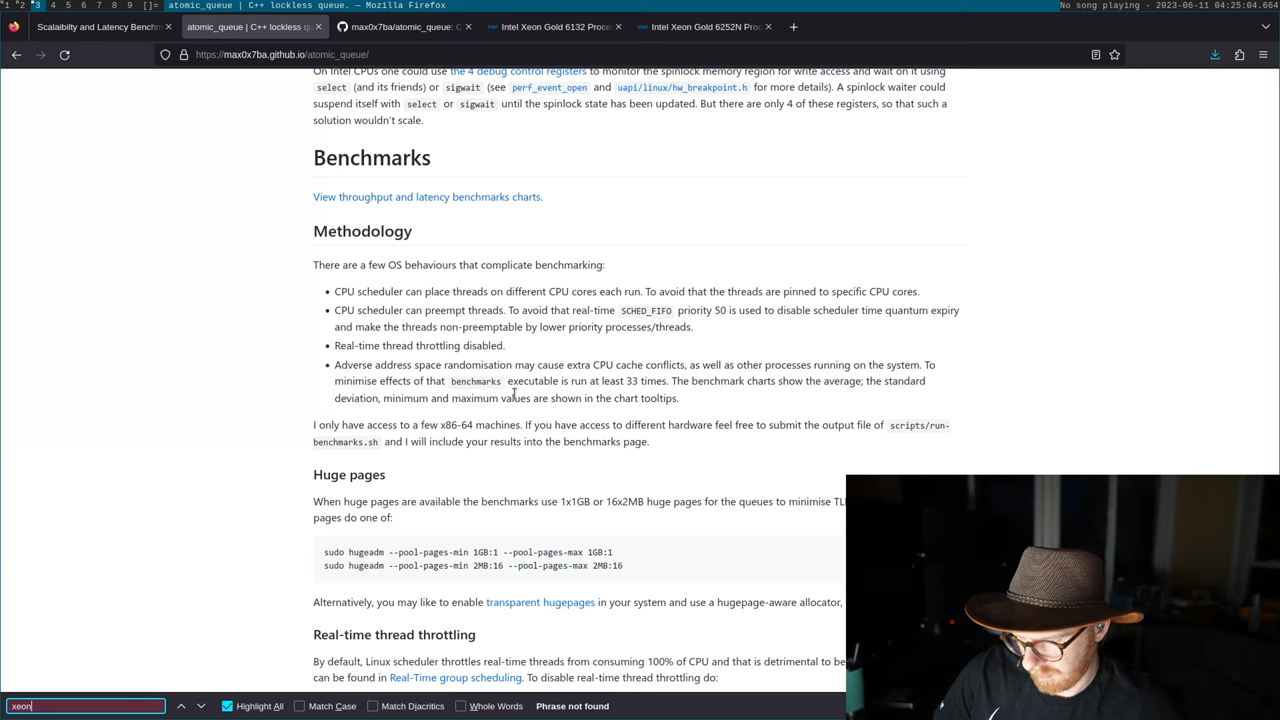 1 2 3 4 5 6 7 8 9 []= atomic_queue | C++ lockless queue. — Mozilla Firefox No song playing - 2023-06-11 04:25:04.664
Scalabilty and Latency Benchm × atomic_queue | C++ lockless qu × max0x7ba/atomic_queue: C × Intel Xeon Gold 6132 Proce × Intel Xeon Gold 6252N Pro × +
https://max0x7ba.github.io/atomic_queue/
On Intel CPUs one could use the 4 debug control registers to monitor the spinlock memory region for write access and wait on it using
select (and its friends) or sigwait (see perf_event_open and uapi/linux/hw_breakpoint.h for more details). A spinlock waiter could
suspend itself with select or sigwait until the spinlock state has been updated. But there are only 4 of these registers, so that such a
solution wouldn't scale.
Benchmarks
View throughput and latency benchmarks charts.
Methodology
There are a few OS behaviours that complicate benchmarking:
• CPU scheduler can place threads on different CPU cores each run. To avoid that the threads are pinned to specific CPU cores.
• CPU scheduler can preempt threads. To avoid that real-time SCHED_FIFO priority 50 is used to disable scheduler time quantum expiry
and make the threads non-preemptable by lower priority processes/threads.
• Real-time thread throttling disabled.
• Adverse address space randomisation may cause extra CPU cache conflicts, as well as other processes running on the system. To
minimise effects of that benchmarks executable is run at least 33 times. The benchmark charts show the average; the standard
deviation, minimum and maximum values are shown in the chart tooltips.
I only have access to a few x86-64 machines. If you have access to different hardware feel free to submit the output file of scripts/run-
benchmarks.sh and I will include your results into the benchmarks page.
Huge pages
When huge pages are available the benchmarks use 1x1GB or 16x2MB huge pages for the queues to minimise TL
pages do one of:
sudo hugeadm --pool-pages-min 1GB:1 --pool-pages-max 1GB:1
sudo hugeadm --pool-pages-min 2MB:16 --pool-pages-max 2MB:16
Alternatively, you may like to enable transparent hugepages in your system and use a hugepage-aware allocator,
Real-time thread throttling
By default, Linux scheduler throttles real-time threads from consuming 100% of CPU and that is detrimental to be
can be found in Real-Time group scheduling. To disable real-time thread throttling do:
xeon Highlight All Match Case Match Diacritics Whole Words Phrase not found